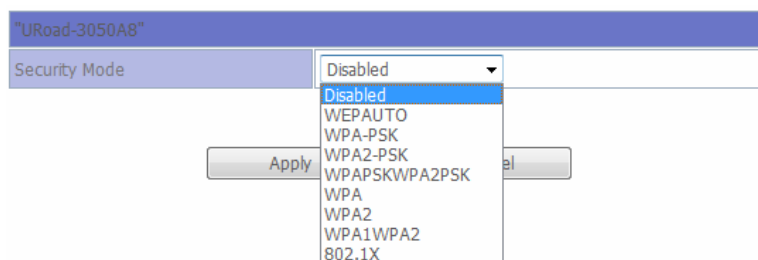 "URoad-3050A8"
Security Mode
Disabled
Disabled
WEPAUTO
WPA-PSK
WPA2-PSK
WPAPSKWPA2PSK
WPA
WPA2
WPA1WPA2
802.1X
Apply
el